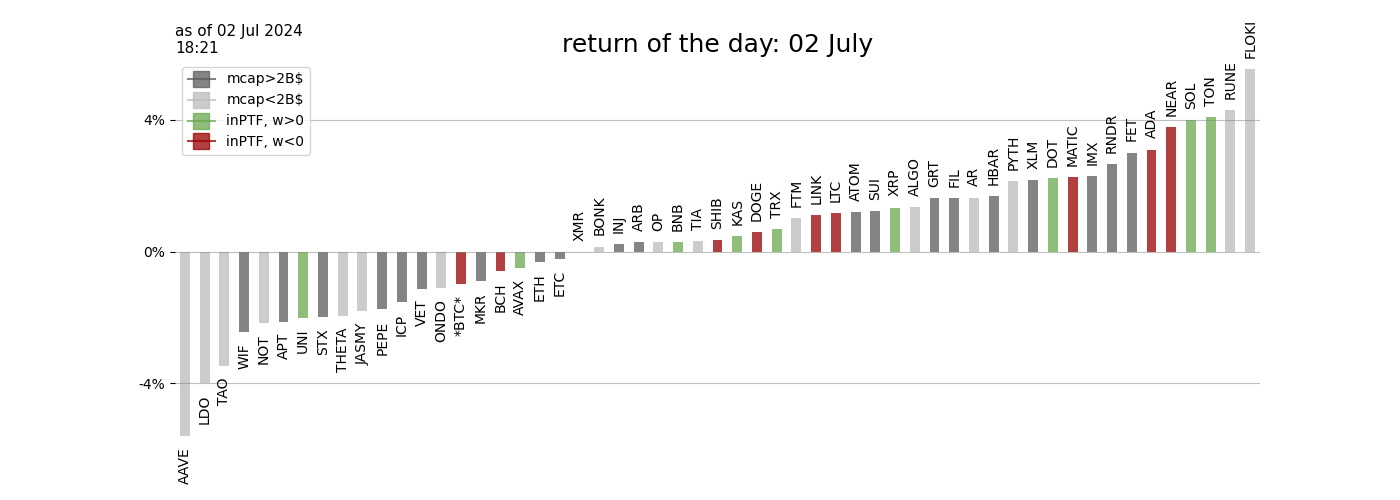 as of 02 Jul 2024
18:21
return of the day: 02 July
mcap>2B$
mcap<2B$
inPTF, w>0
inPTF, w<0
4%
0%
-4%
AAVE
LDO
TAO
WIF
NOT
APT
UNI
STX
THETA
JASMY
PEPE
ICP
VET
ONDO
*BTC*
MKR
BCH
AVAX
ETH
ETC
XMR
BONK
INJ
ARB
OP
BNB
TIA
SHIB
KAS
DOGE
TRX
FTM
LINK
LTC
ATOM
SUI
XRP
ALGO
GRT
FIL
AR
HBAR
PYTH
XLM
DOT
MATIC
IMX
RNDR
FET
ADA
NEAR
SOL
TON
RUNE
FLOKI